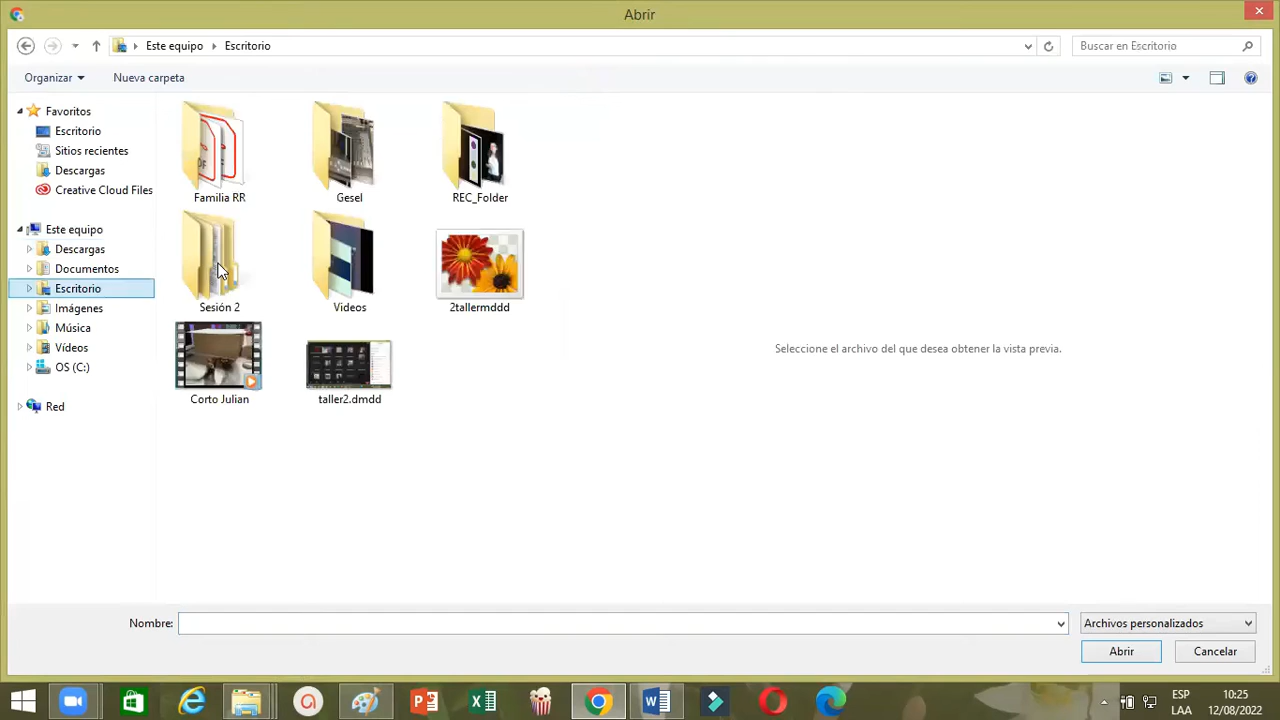 Abrir
Este equipo Escritorio
Buscar en Escritorio
Organizar
Nueva carpeta
Favoritos
Escritorio
Sitios recientes
Descargas
Creative Cloud Files
Este equipo
Descargas
Documentos
Escritorio
Imágenes
Música
Vídeos
OS (C:)
Red
Familia RR
Gesel
REC_Folder
Sesión 2
Videos
2tallermddd
Corto Julian
taller2.dmdd
Seleccione el archivo del que desea obtener la vista previa.
Nombre:
Archivos personalizados
Abrir
Cancelar
ESP
LAA
10:25
12/08/2022